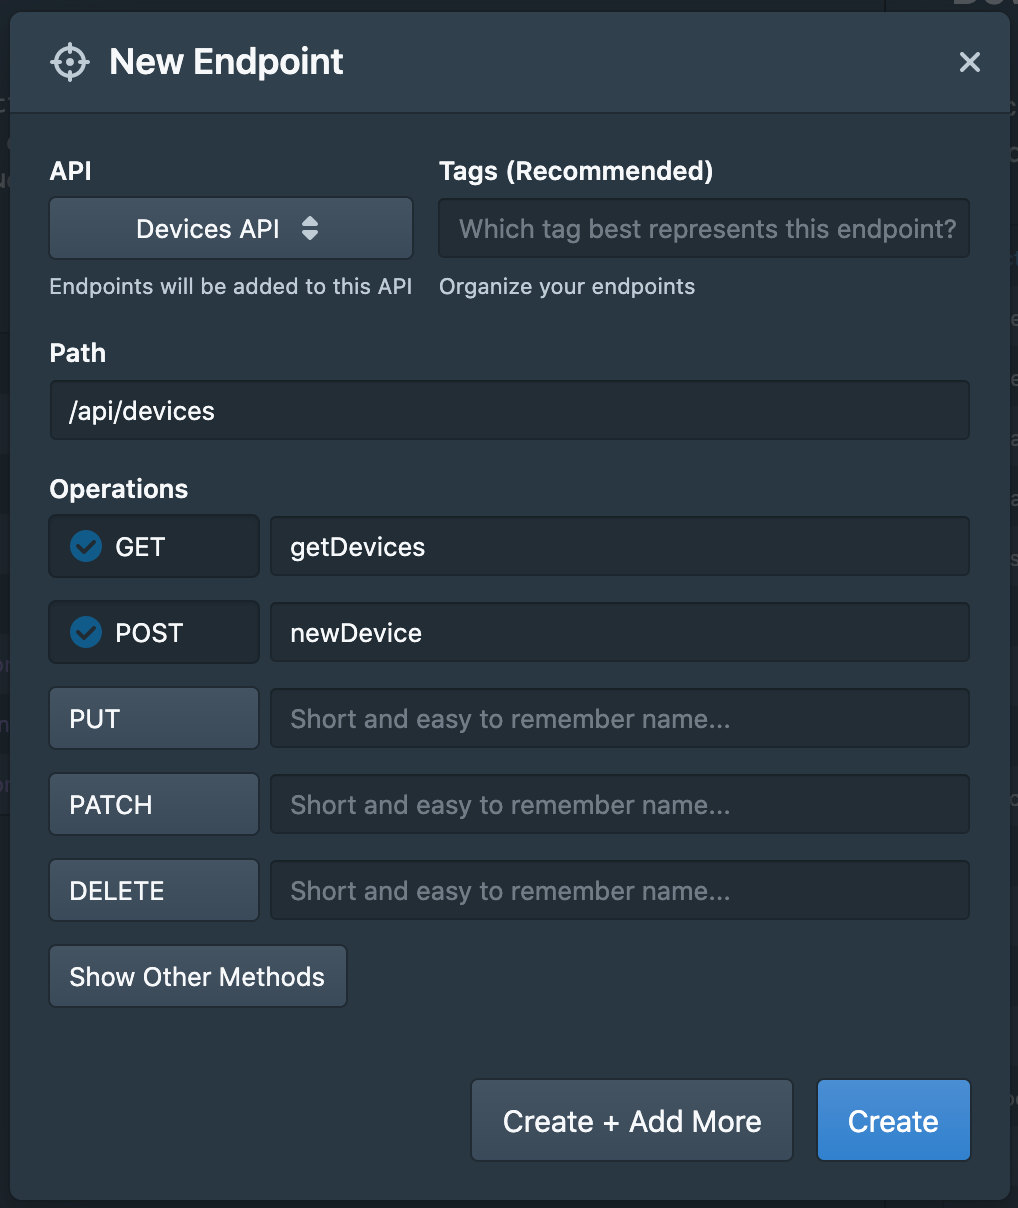 New Endpoint
API
Tags (Recommended)
Devices API
Which tag best represents this endpoint?
Endpoints will be added to this API
Organize your endpoints
Path
/api/devices
Operations
GET
getDevices
POST
newDevice
PUT
Short and easy to remember name...
PATCH
Short and easy to remember name...
DELETE
Short and easy to remember name...
Show Other Methods
Create + Add More
Create